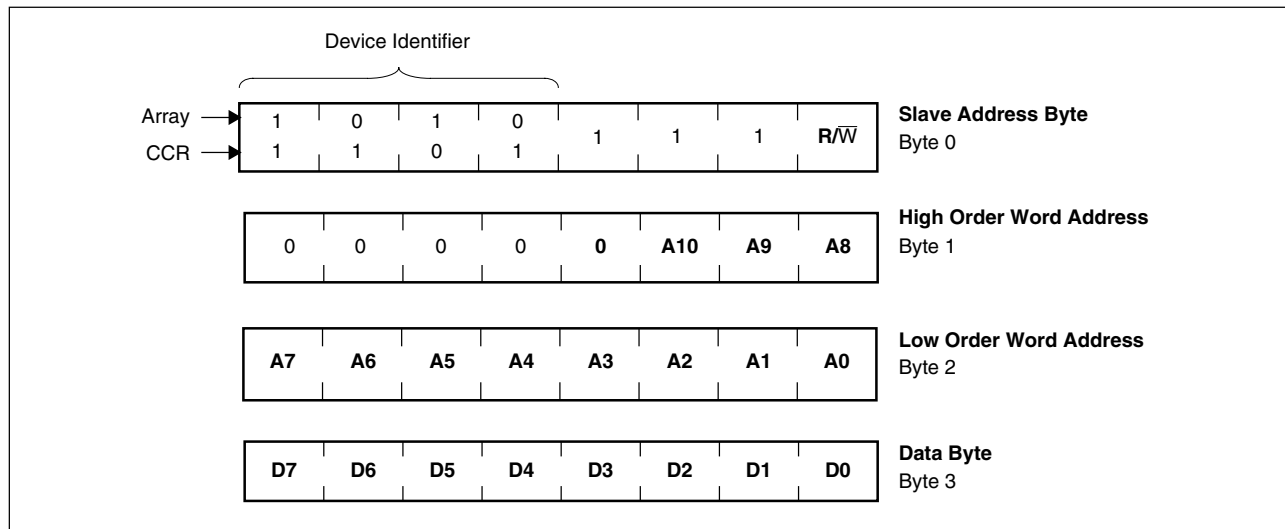 Device Identifier
Array
1 0 1 0
CCR
1 1 0 1
1 1 1 R/W̅
Slave Address Byte
Byte 0
0 0 0 0 0 A10 A9 A8
High Order Word Address
Byte 1
A7 A6 A5 A4 A3 A2 A1 A0
Low Order Word Address
Byte 2
D7 D6 D5 D4 D3 D2 D1 D0
Data Byte
Byte 3